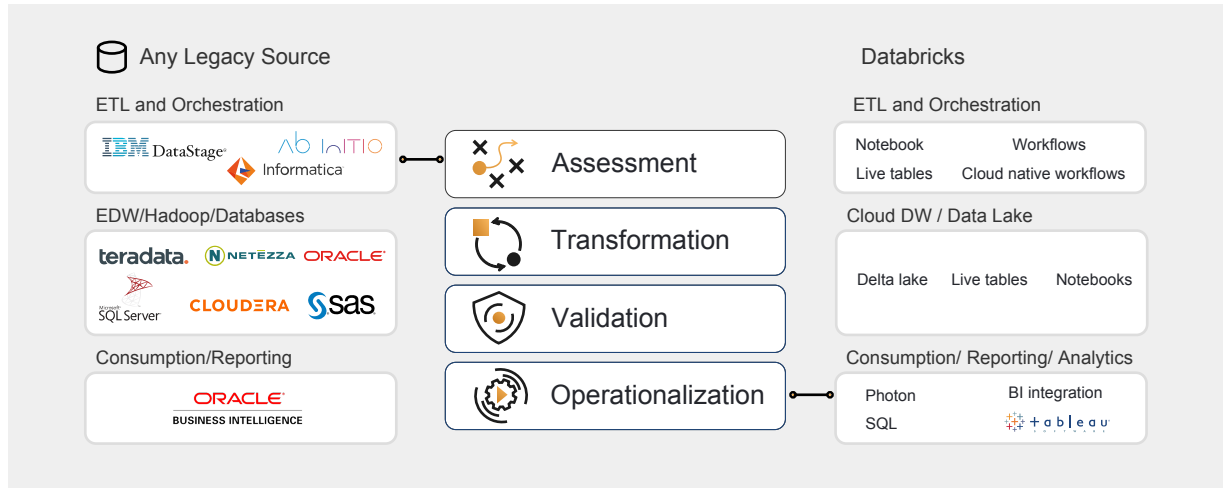 Any Legacy Source
ETL and Orchestration
IBM DataStage®
Ab InITIO
Informatica
EDW/Hadoop/Databases
teradata.
NETEZZA
ORACLE®
Microsoft®
SQL Server®
CLOUDERA
sas
Consumption/Reporting
ORACLE®
BUSINESS INTELLIGENCE
Assessment
Transformation
Validation
Operationalization
Databricks
ETL and Orchestration
Notebook Workflows
Live tables Cloud native workflows
Cloud DW / Data Lake
Delta lake Live tables Notebooks
Consumption/ Reporting/ Analytics
Photon BI integration
SQL +ableau